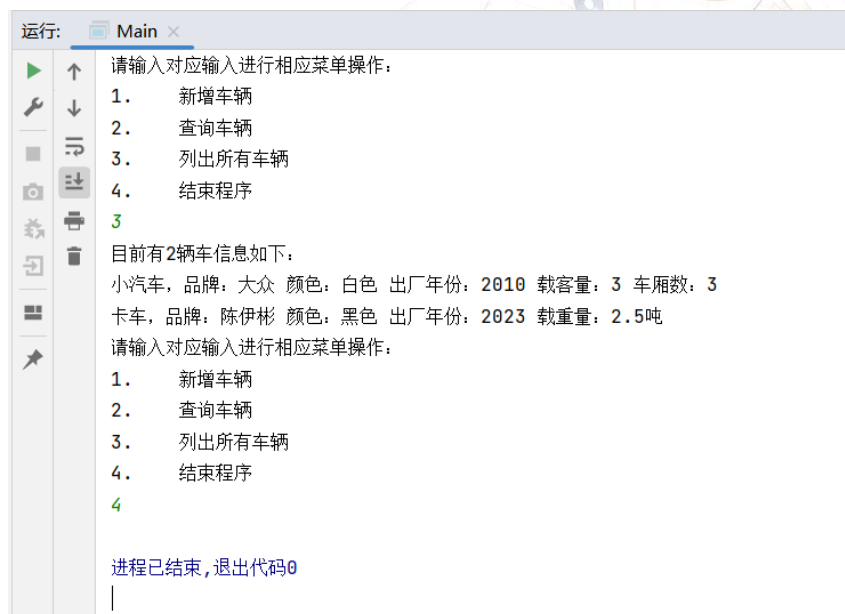 运行: Main ×
请输入对应输入进行相应菜单操作:
1. 新增车辆
2. 查询车辆
3. 列出所有车辆
4. 结束程序
3
目前有2辆车信息如下:
小汽车，品牌: 大众 颜色: 白色 出厂年份: 2010 载客量: 3 车厢数: 3
卡车，品牌: 陈伊彬 颜色: 黑色 出厂年份: 2023 载重量: 2.5吨
请输入对应输入进行相应菜单操作:
1. 新增车辆
2. 查询车辆
3. 列出所有车辆
4. 结束程序
4
进程已结束,退出代码0